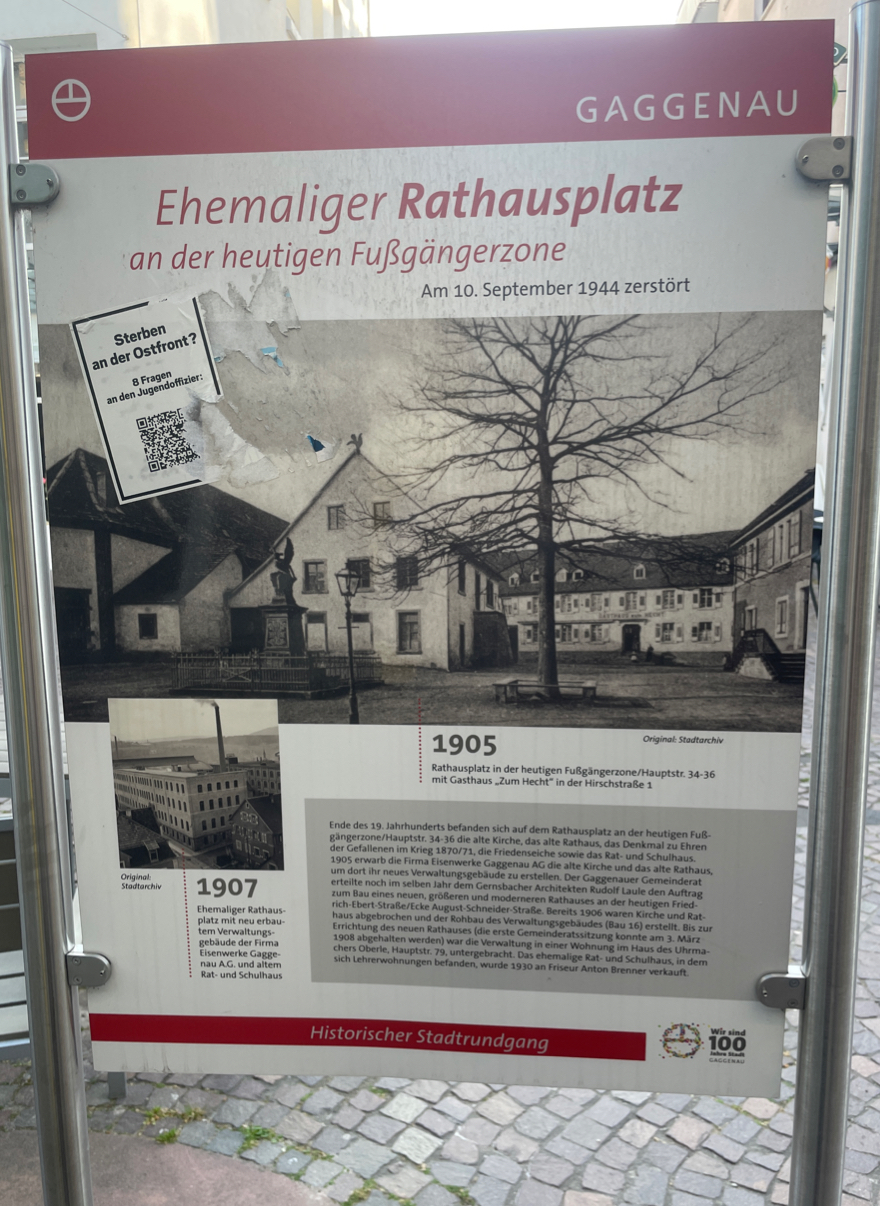 GAGGENAU
Ehemaliger Rathausplatz
an der heutigen Fußgängerzone
Am 10. September 1944 zerstört
Sterben
an der Ostfront?
8 Fragen
an den Jugendoffizier:
1905
Original: Stadtarchiv
Rathausplatz in der heutigen Fußgängerzone/Hauptstr. 34-36
mit Gasthaus „Zum Hecht" in der Hirschstraße 1
Original:
Stadtarchiv
1907
Ehemaliger Rathaus-
platz mit neu erbau-
tem Verwaltungs-
gebäude der Firma
Eisenwerke Gagge-
nau A.G. und altem
Rat- und Schulhaus
Ende des 19. Jahrhunderts befanden sich auf dem Rathausplatz an der heutigen Fuß-
gängerzone/Hauptstr. 34-36 die alte Kirche, das alte Rathaus, das Denkmal zu Ehren
der Gefallenen im Krieg 1870/71, die Friedenseiche sowie das Rat- und Schulhaus.
1905 erwarb die Firma Eisenwerke Gaggenau AG die alte Kirche und das alte Rathaus,
um dort ihr neues Verwaltungsgebäude zu erstellen. Der Gaggenauer Gemeinderat
erteilte noch im selben Jahr dem Gernsbacher Architekten Rudolf Laule den Auftrag
zum Bau eines neuen, größeren und moderneren Rathauses an der heutigen Fried-
rich-Ebert-Straße/Ecke August-Schneider-Straße. Bereits 1906 waren Kirche und Rat-
haus abgebrochen und der Rohbau des Verwaltungsgebäudes (Bau 16) erstellt. Bis zur
Errichtung des neuen Rathauses (die erste Gemeinderatssitzung konnte am 3. März
1908 abgehalten werden) war die Verwaltung in einer Wohnung im Haus des Uhrma-
chers Oberle, Hauptstr. 79, untergebracht. Das ehemalige Rat- und Schulhaus, in dem
sich Lehrerwohnungen befanden, wurde 1930 an Friseur Anton Brenner verkauft.
Historischer Stadtrundgang
Wir sind
100
Jahre Stadt
GAGGENAU